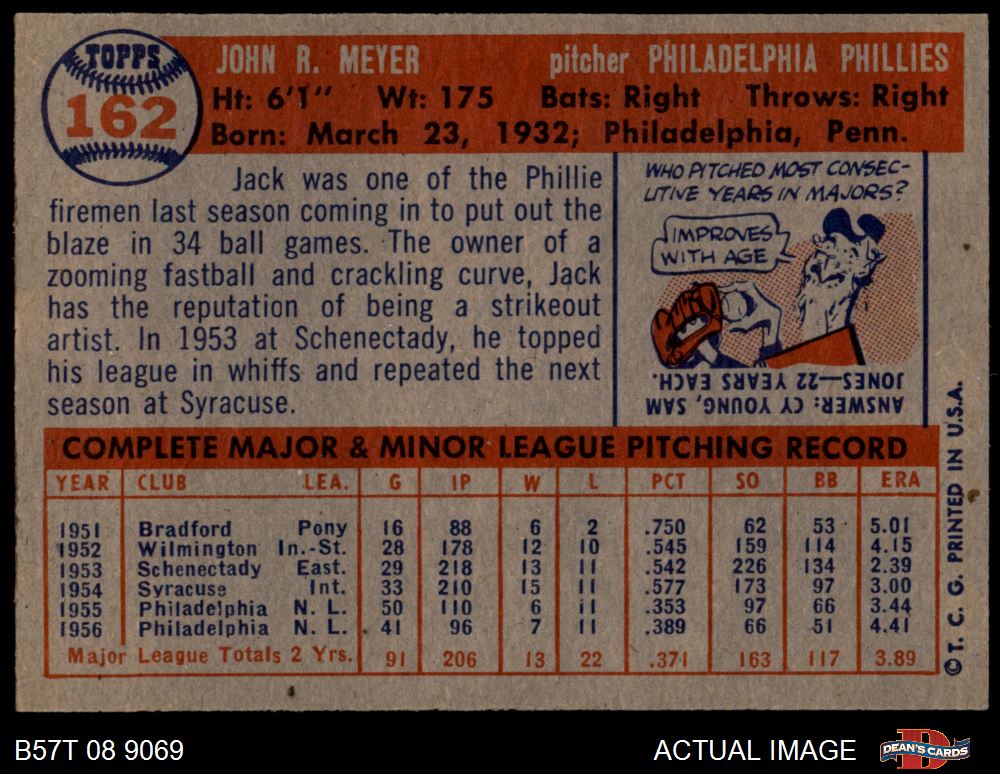 TOPPS
162
JOHN R. MEYER pitcher PHILADELPHIA PHILLIES
Ht: 6'1" Wt: 175 Bats: Right Throws: Right
Born: March 23, 1932; Philadelphia, Penn.
Jack was one of the Phillie
firemen last season coming in to put out the
blaze in 34 ball games. The owner of a
zooming fastball and crackling curve, Jack
has the reputation of being a strikeout
artist. In 1953 at Schenectady, he topped
his league in whiffs and repeated the next
season at Syracuse.
WHO PITCHED MOST CONSEC-
UTIVE YEARS IN MAJORS?
IMPROVES
WITH AGE
ANSWER: CY YOUNG, SAM
JONES—22 YEARS EACH.
COMPLETE MAJOR & MINOR LEAGUE PITCHING RECORD
YEAR CLUB LEA. G IP W L PCT SO BB ERA
1951 Bradford Pony 16 88 6 2 .750 62 53 5.01
1952 Wilmington In.-St. 28 178 12 10 .545 159 114 4.15
1953 Schenectady East. 29 218 13 11 .542 226 134 2.39
1954 Syracuse Int. 33 210 15 11 .577 173 97 3.00
1955 Philadelphia N. L. 50 110 6 11 .353 97 66 3.44
1956 Philadelphia N. L. 41 96 7 11 .389 66 51 4.41
Major League Totals 2 Yrs. 91 206 13 22 .371 163 117 3.89
© T. C. G. PRINTED IN U.S.A.
B57T 08 9069 ACTUAL IMAGE DEAN'S CARDS